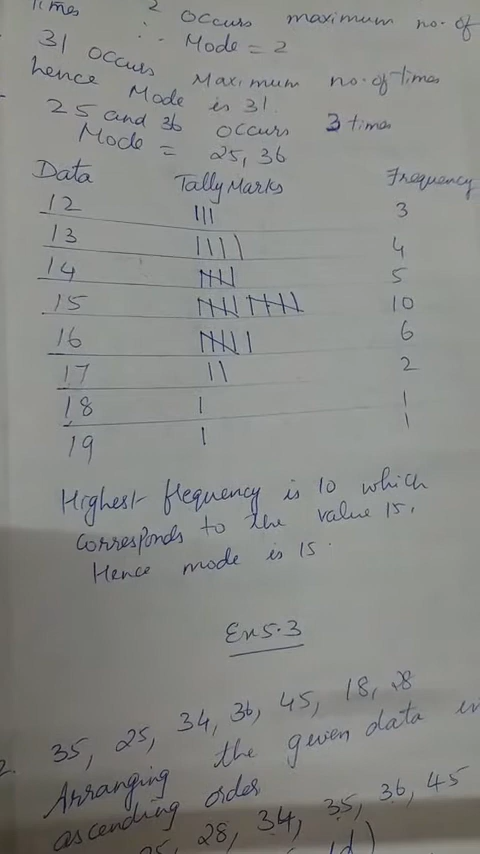 Times 2 occurs maximum no. of
∴ Mode = 2
31 occurs Maximum no. of times
hence Mode is 31.
25 and 36 occurs 3 times
Mode = 25, 36
Data Tally Marks Frequency
12 ||| 3
13 |||| 4
14 𝍸 5
15 𝍸 𝍸 10
16 𝍸 | 6
17 || 2
18 | 1
19 | 1
Highest frequency is 10 which
corresponds to the value 15.
Hence mode is 15.
Ex 5.3
2. 35, 25, 34, 36, 45, 18, 28
Arranging the given data in
ascending order
25, 28, 34, 35, 36, 45